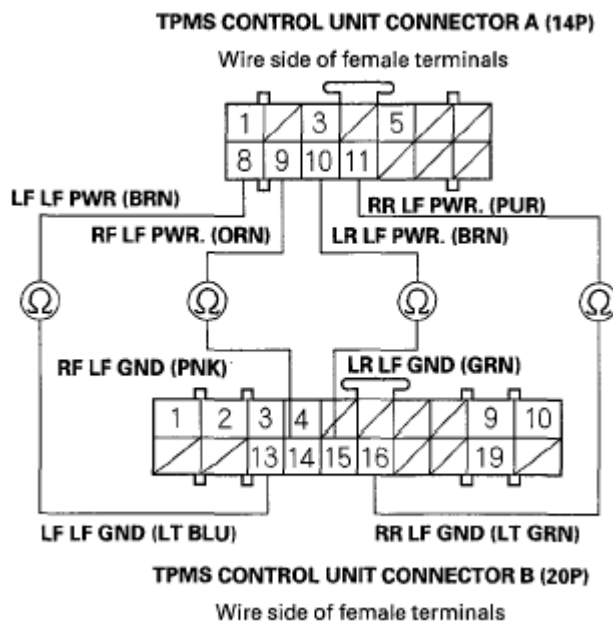 TPMS CONTROL UNIT CONNECTOR A (14P)
Wire side of female terminals
1 3 5
8 9 10 11
LF LF PWR (BRN)
RR LF PWR. (PUR)
RF LF PWR. (ORN)
LR LF PWR. (BRN)
Ω Ω Ω Ω
RF LF GND (PNK)
LR LF GND (GRN)
1 2 3 4 9 10
13 14 15 16 19
LF LF GND (LT BLU)
RR LF GND (LT GRN)
TPMS CONTROL UNIT CONNECTOR B (20P)
Wire side of female terminals